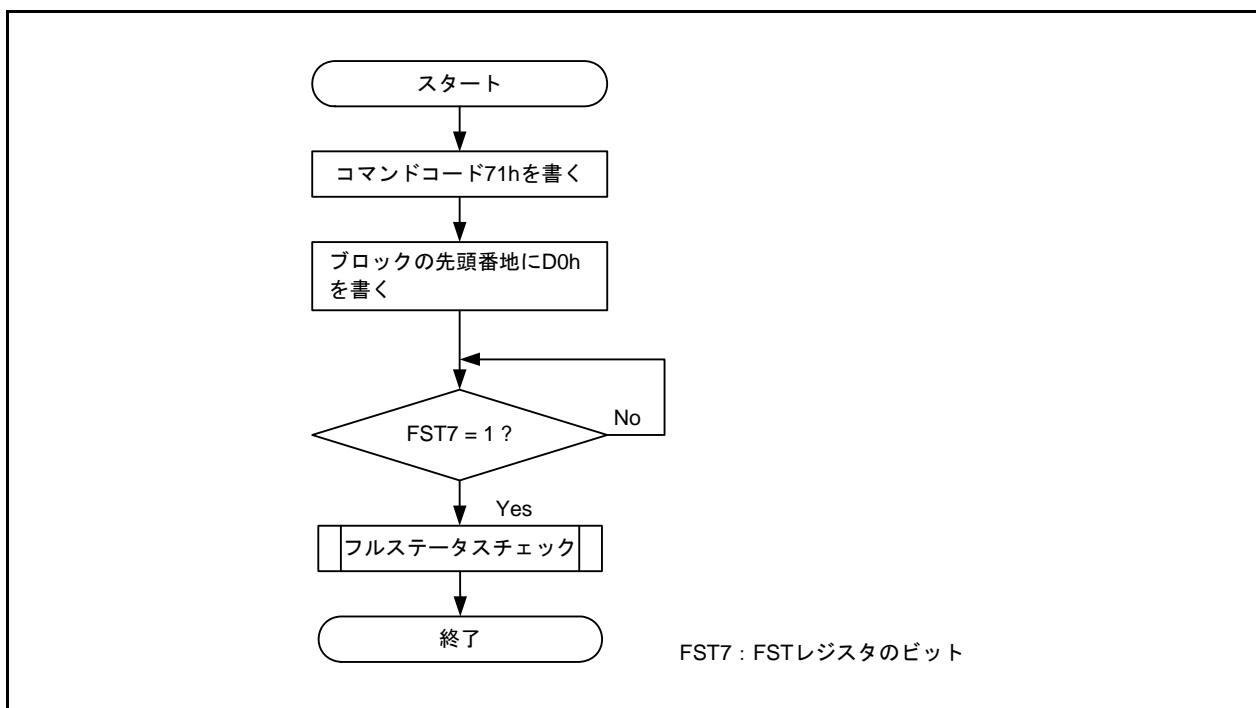 スタート
コマンドコード71hを書く
ブロックの先頭番地にD0h
を書く
FST7 = 1 ?
No
Yes
フルステータスチェック
終了
FST7 : FSTレジスタのビット